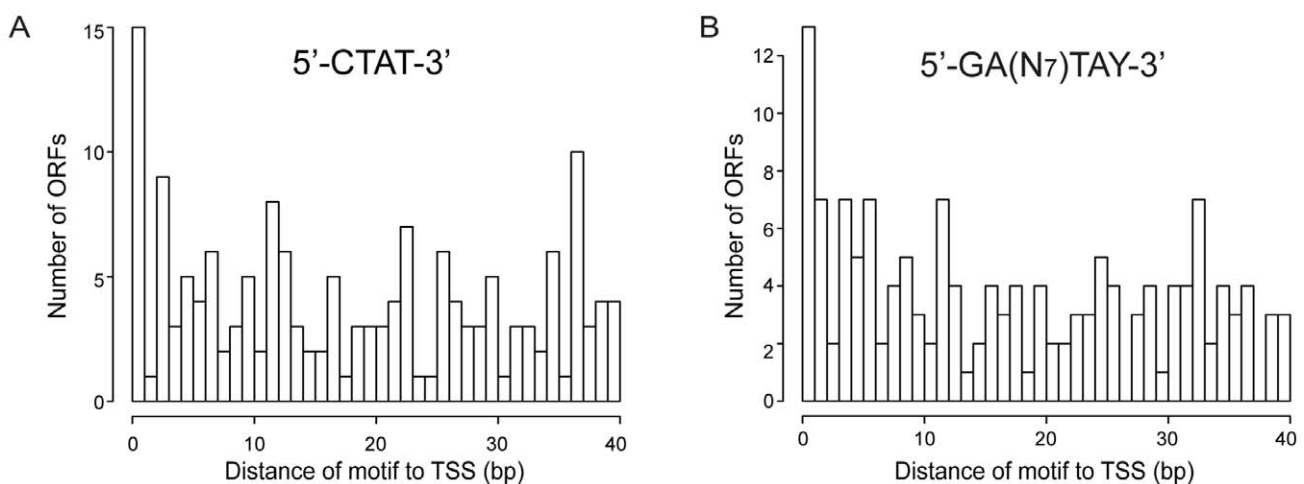 A
5’-CTAT-3’
Number of ORFs
15
10
5
0
0 10 20 30 40
Distance of motif to TSS (bp)
B
5’-GA(N7)TAY-3’
Number of ORFs
12
10
8
6
4
2
0
0 10 20 30 40
Distance of motif to TSS (bp)